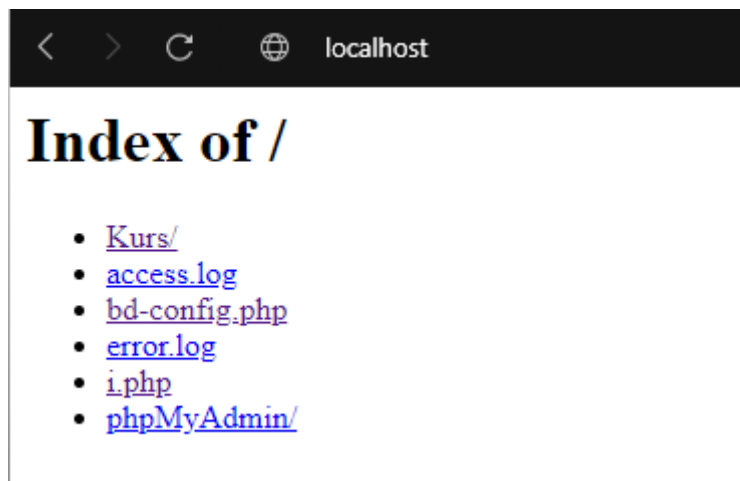 localhost
Index of /
Kurs/
access.log
bd-config.php
error.log
i.php
phpMyAdmin/